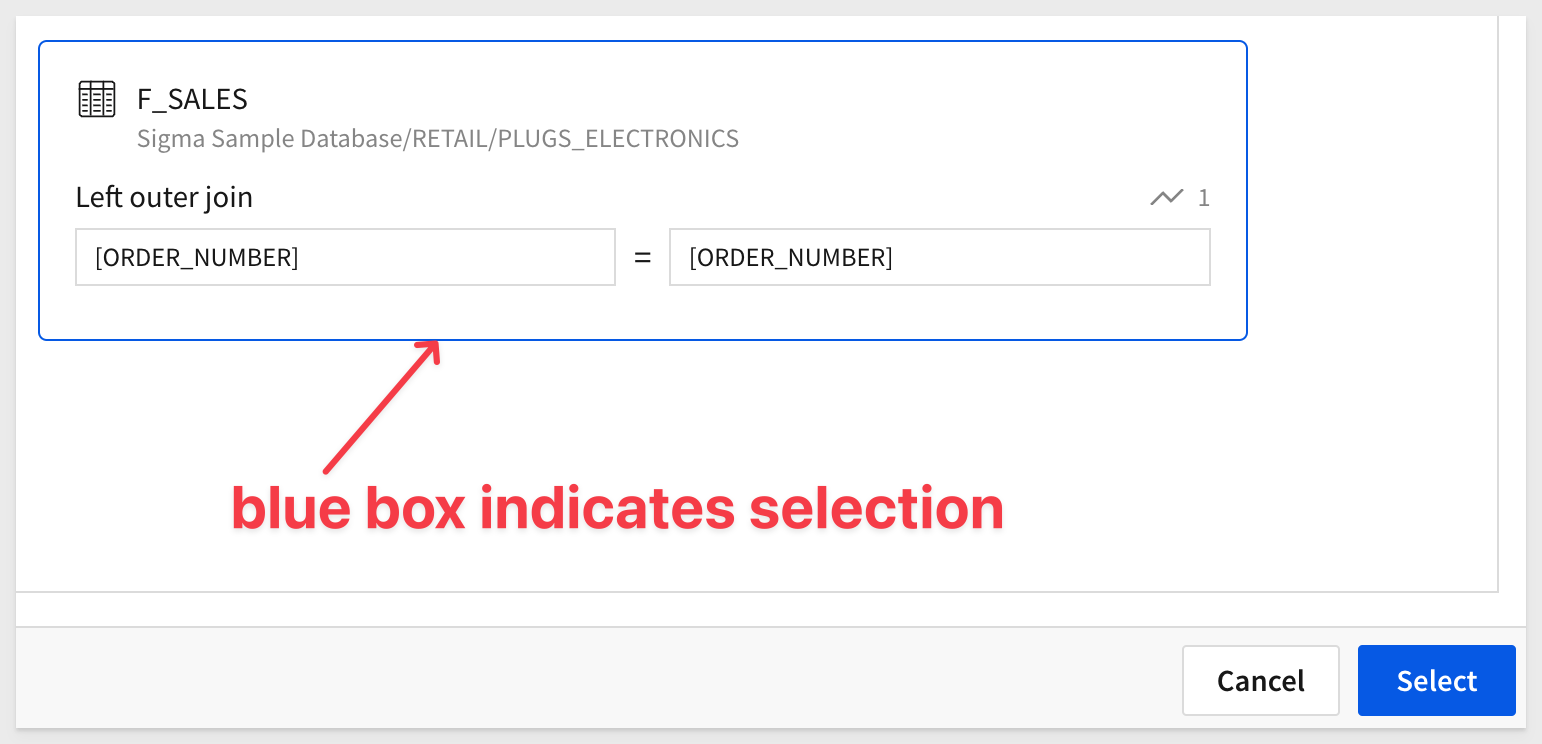 F_SALES
Sigma Sample Database/RETAIL/PLUGS_ELECTRONICS
Left outer join 1
[ORDER_NUMBER] = [ORDER_NUMBER]
blue box indicates selection
Cancel Select